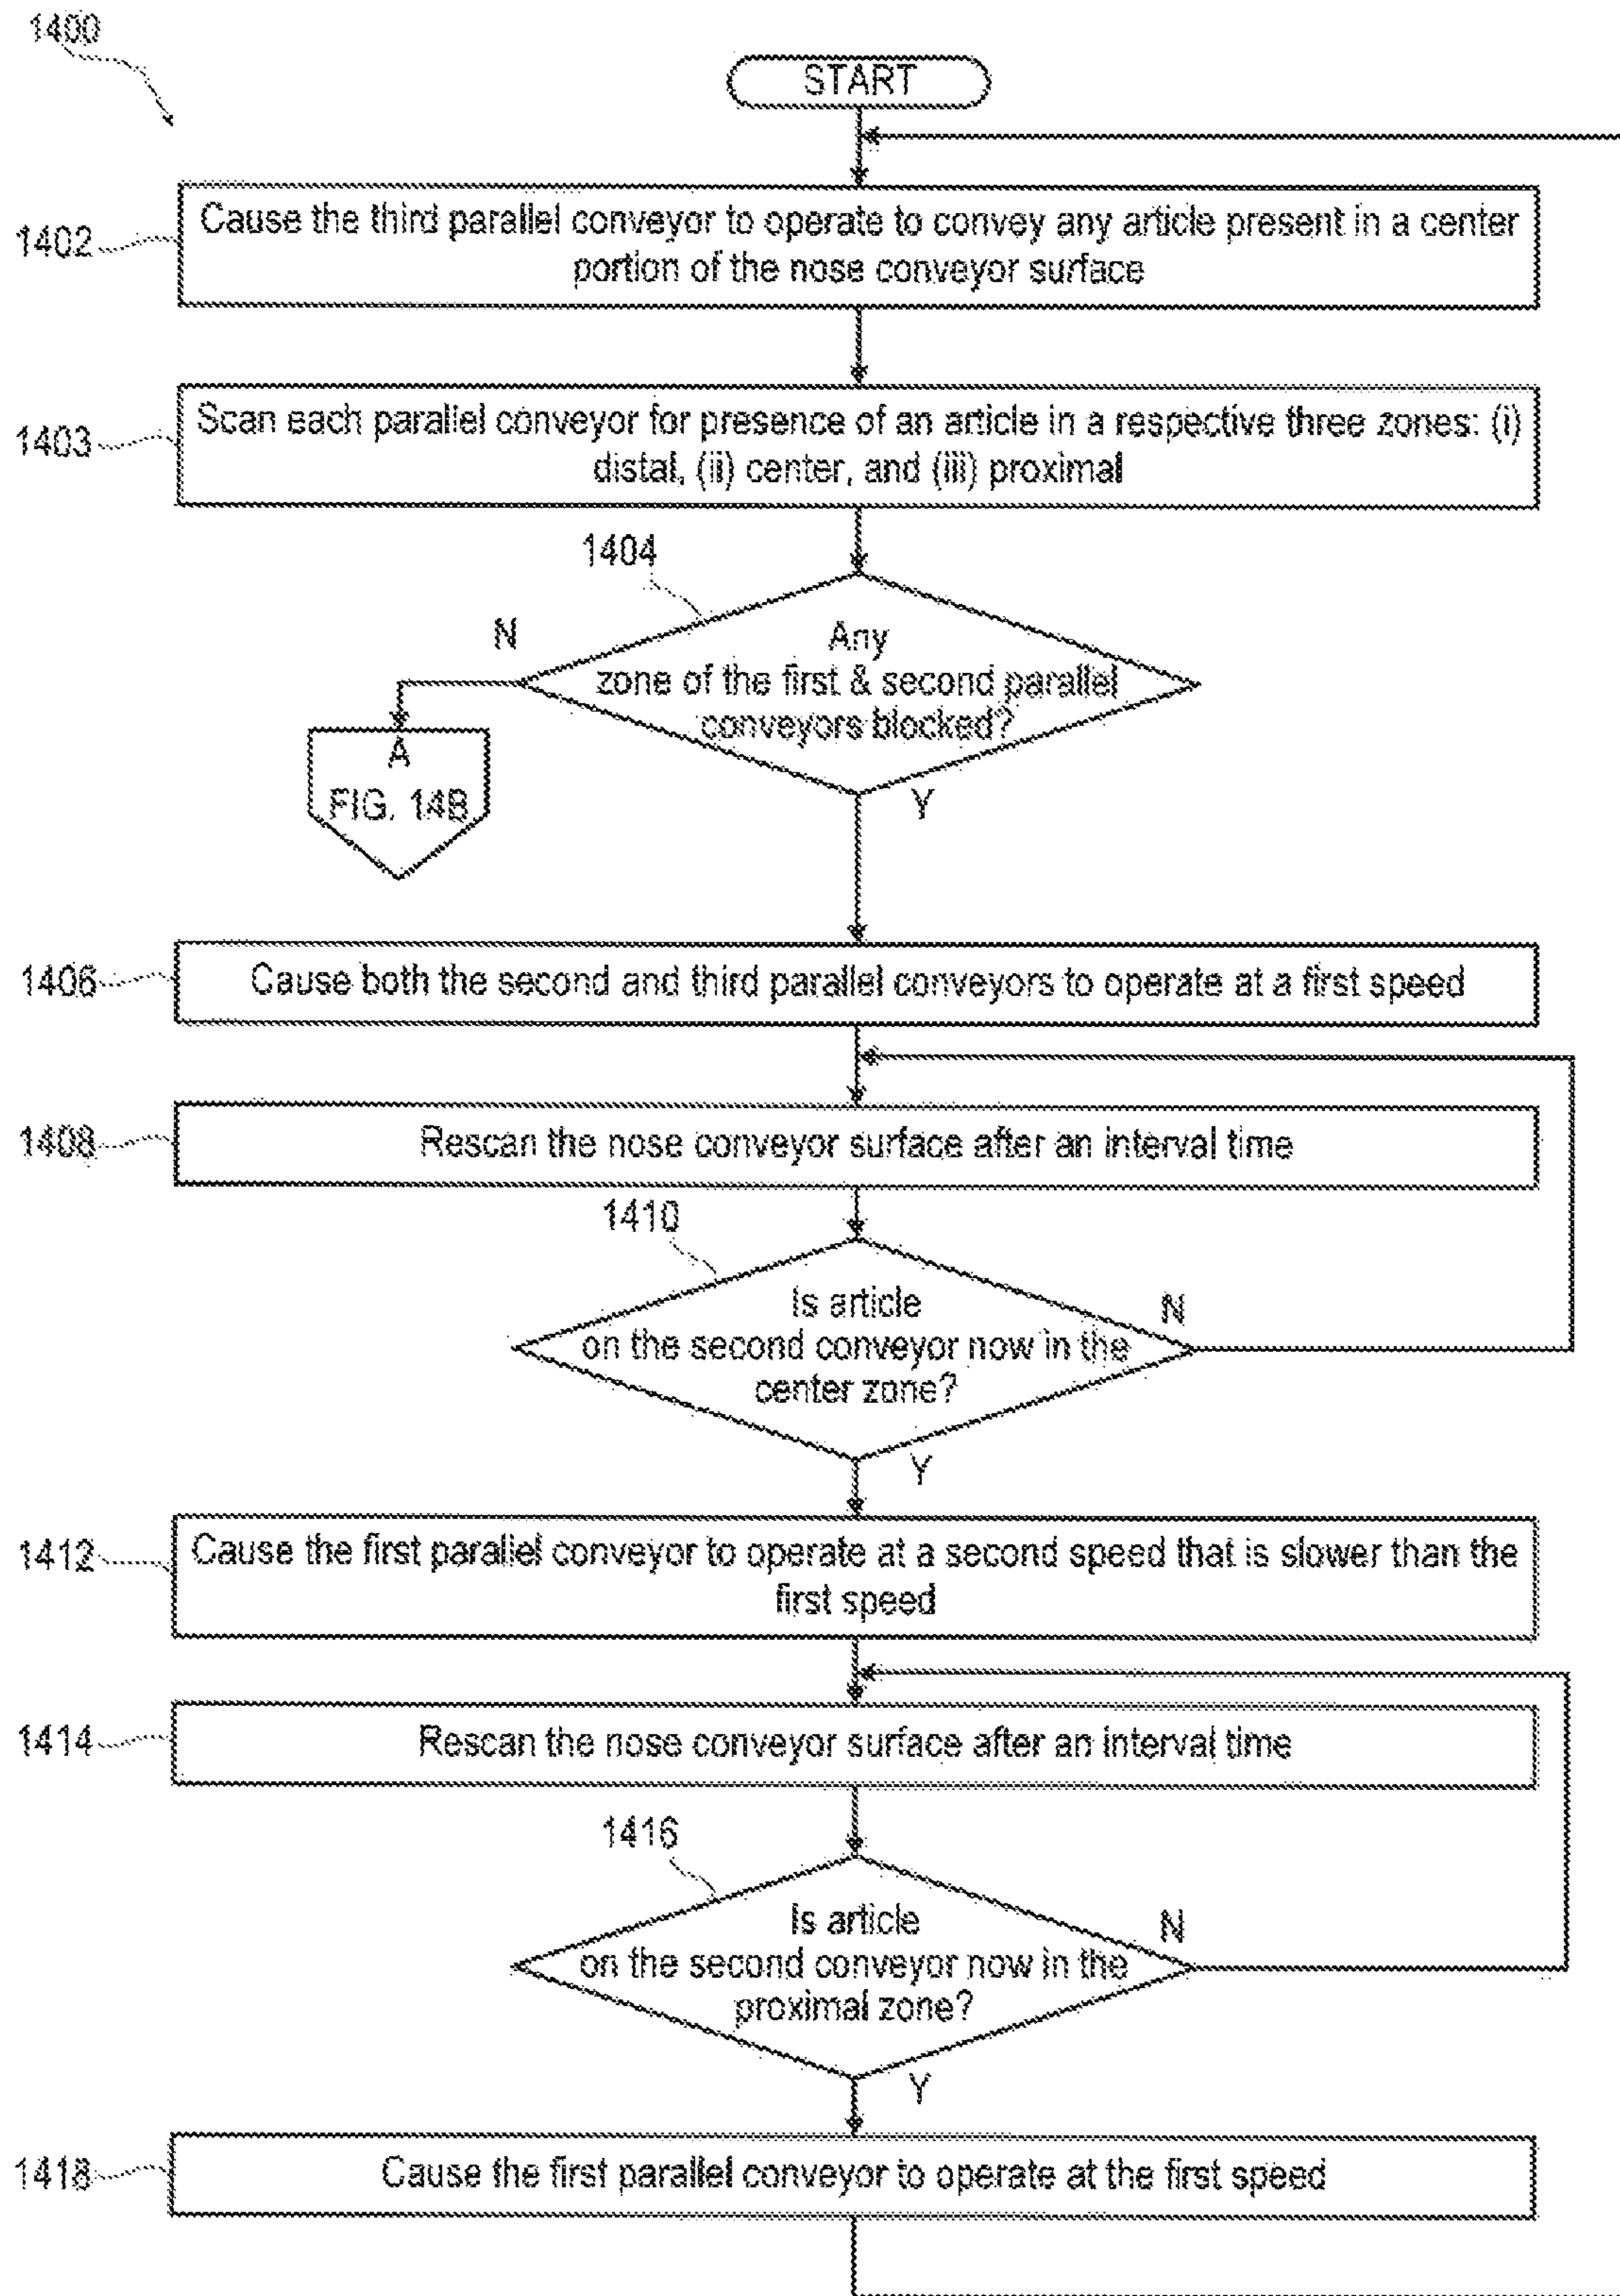 1400
START
1402
Cause the third parallel conveyor to operate to convey any article present in a center
portion of the nose conveyor surface
1403
Scan each parallel conveyor for presence of an article in a respective three zones: (i)
distal, (ii) center, and (iii) proximal
1404
N
Any
zone of the first & second parallel
conveyors blocked?
A
FIG. 14B
Y
1406
Cause both the second and third parallel conveyors to operate at a first speed
1408
Rescan the nose conveyor surface after an interval time
1410
Is article
on the second conveyor now in the
center zone?
N
Y
1412
Cause the first parallel conveyor to operate at a second speed that is slower than the
first speed
1414
Rescan the nose conveyor surface after an interval time
1416
Is article
on the second conveyor now in the
proximal zone?
N
Y
1418
Cause the first parallel conveyor to operate at the first speed